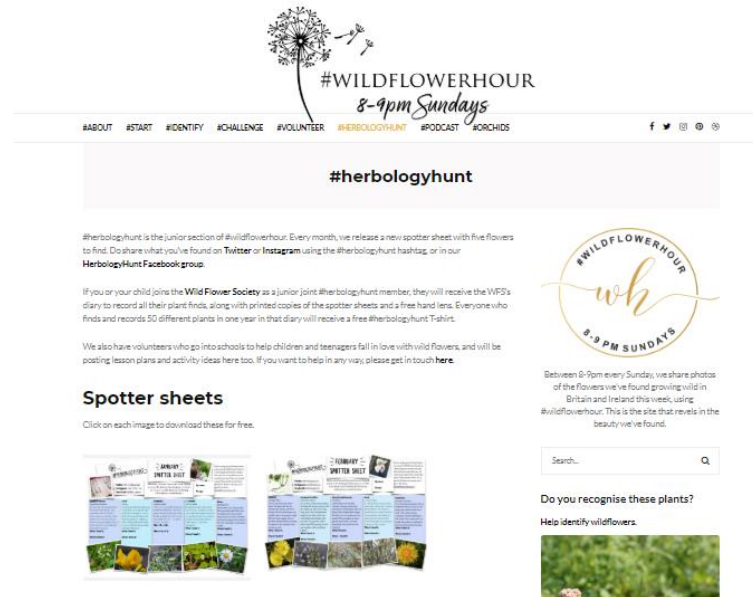 #WILDFLOWERHOUR
8-9pm Sundays
#ABOUT #START #IDENTIFY #CHALLENGE #VOLUNTEER #HERBOLOGYHUNT #PODCAST #ORCHIDS
#herbologyhunt
#herbologyhunt is the junior section of #wildflowerhour. Every month, we release a new spotter sheet with five flowers
to find. Do share what you've found on Twitter or Instagram using the #herbologyhunt hashtag, or in our
HerbologyHunt Facebook group.
If you or your child joins the Wild Flower Society as a junior joint #herbologyhunt member, they will receive the WFS's
diary to record all their plant finds, along with printed copies of the spotter sheets and a free hand lens. Everyone who
finds and records 50 different plants in one year in that diary will receive a free #herbologyhunt T-shirt.
We also have volunteers who go into schools to help children and teenagers fall in love with wild flowers, and will be
posting lesson plans and activity ideas here too. If you want to help in any way, please get in touch here.
Spotter sheets
Click on each image to download these for free.
JANUARY
SPOTTER SHEET
FEBRUARY
SPOTTER SHEET
#WILDFLOWERHOUR
wh
8-9 PM SUNDAYS
Between 8-9pm every Sunday, we share photos
of the flowers we've found growing wild in
Britain and Ireland this week, using
#wildflowerhour. This is the site that revels in the
beauty we've found.
Search...
Do you recognise these plants?
Help identify wildflowers.